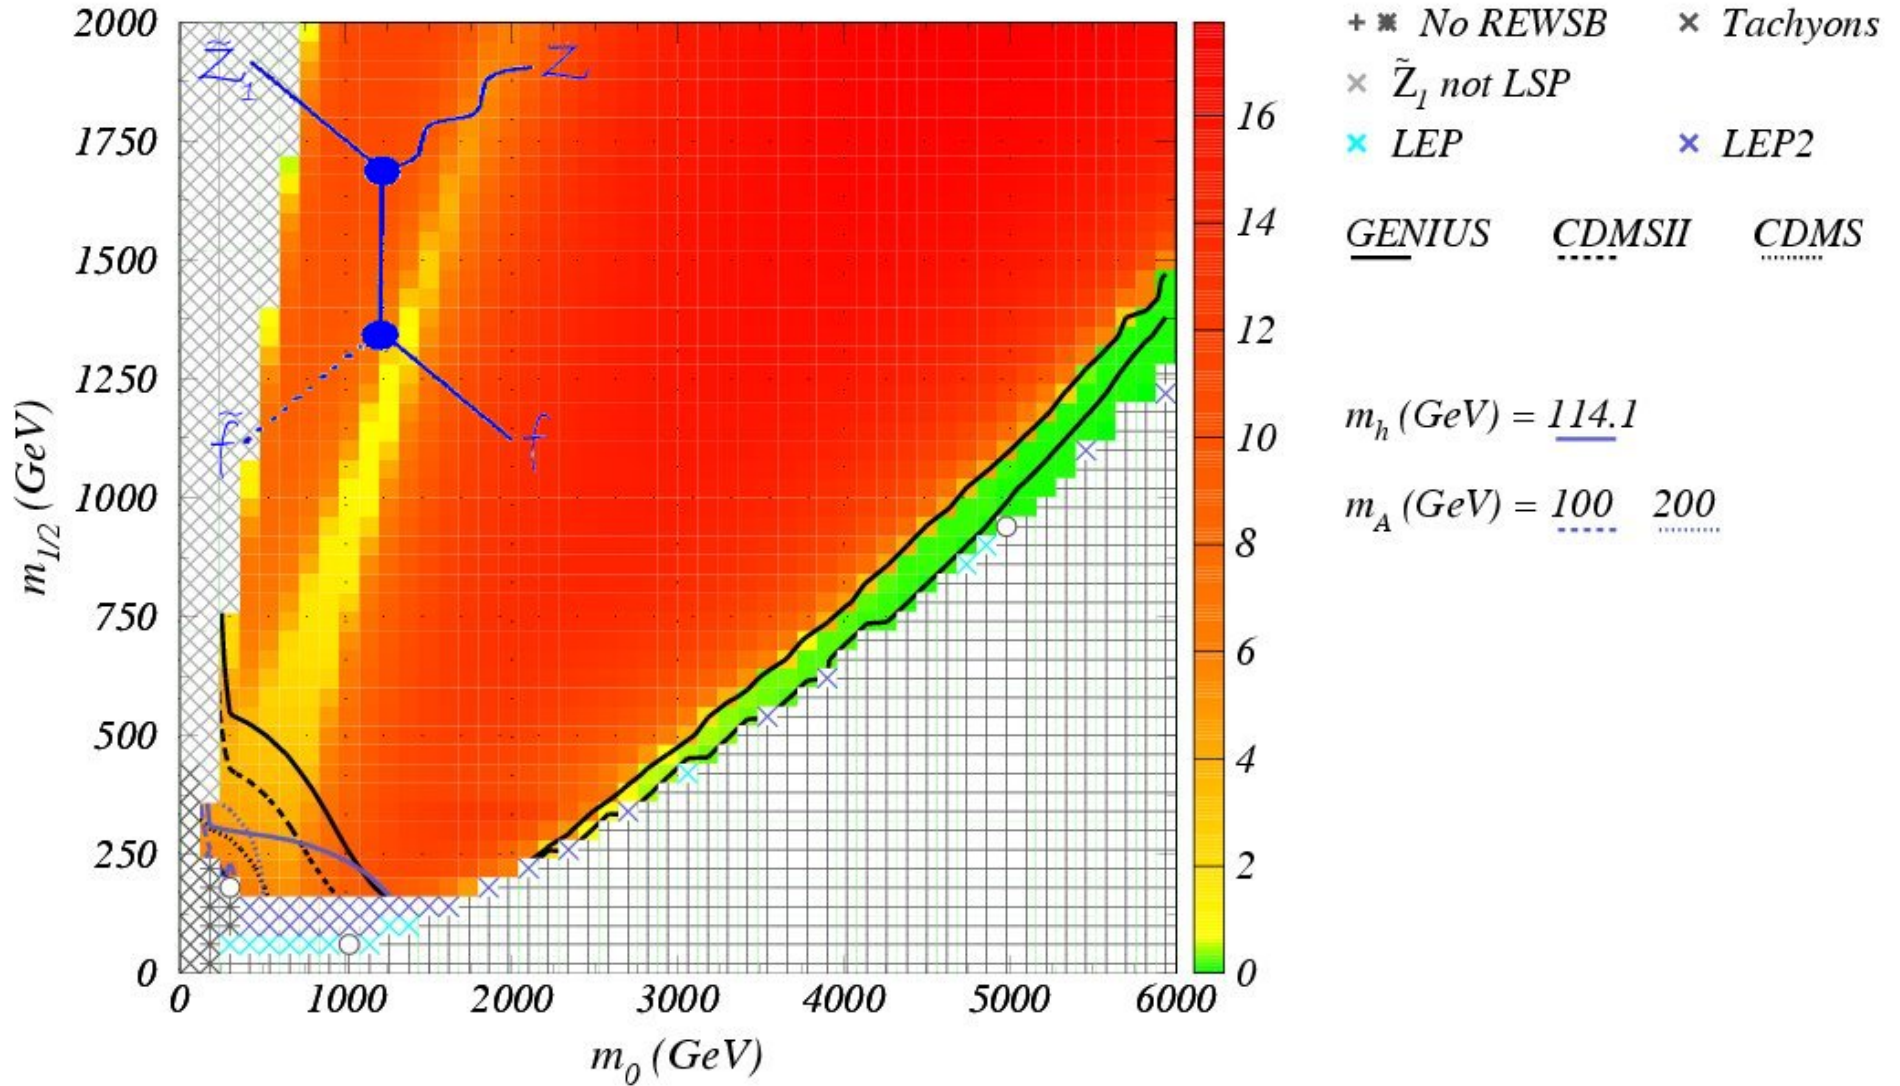 2000
1750
1500
1250
1000
750
500
250
0
m1/2 (GeV)
0 1000 2000 3000 4000 5000 6000
m0 (GeV)
Z̃1
Z
f̃
f
16
14
12
10
8
6
4
2
0
No REWSB Tachyons
Z̃1 not LSP
LEP LEP2
GENIUS CDMSII CDMS
mh (GeV) = 114.1
mA (GeV) = 100 200